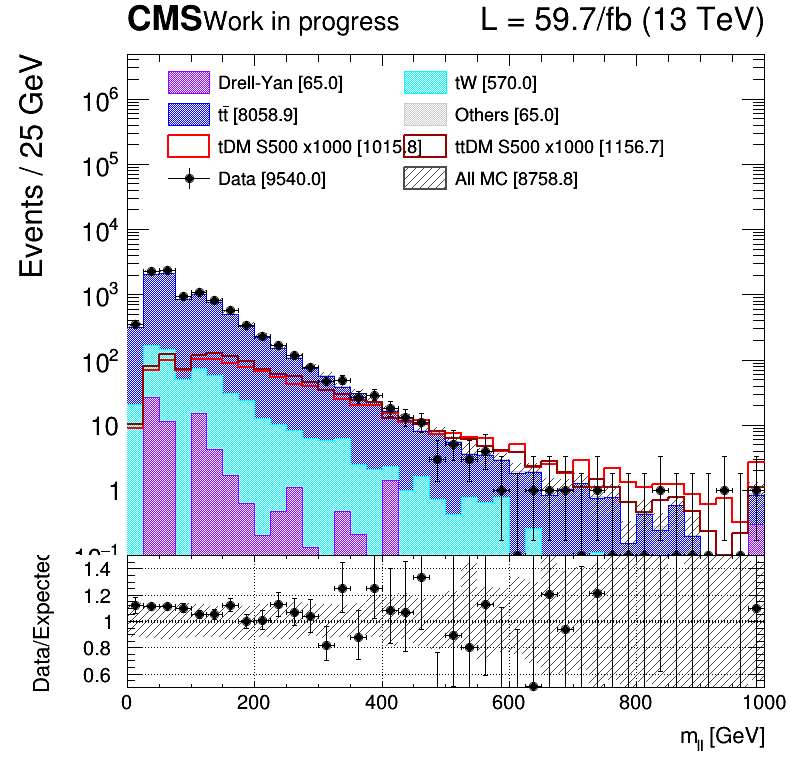 CMS Work in progress L = 59.7/fb (13 TeV)
Events / 25 GeV
Drell-Yan [65.0] tW [570.0]
tt̄ [8058.9] Others [65.0]
tDM S500 x1000 [1015.8] ttDM S500 x1000 [1156.7]
Data [9540.0] All MC [8758.8]
10⁶
10⁵
10⁴
10³
10²
10
1
10⁻¹
Data/Expected
1.4
1.2
1
0.8
0.6
0 200 400 600 800 1000
m_ll [GeV]